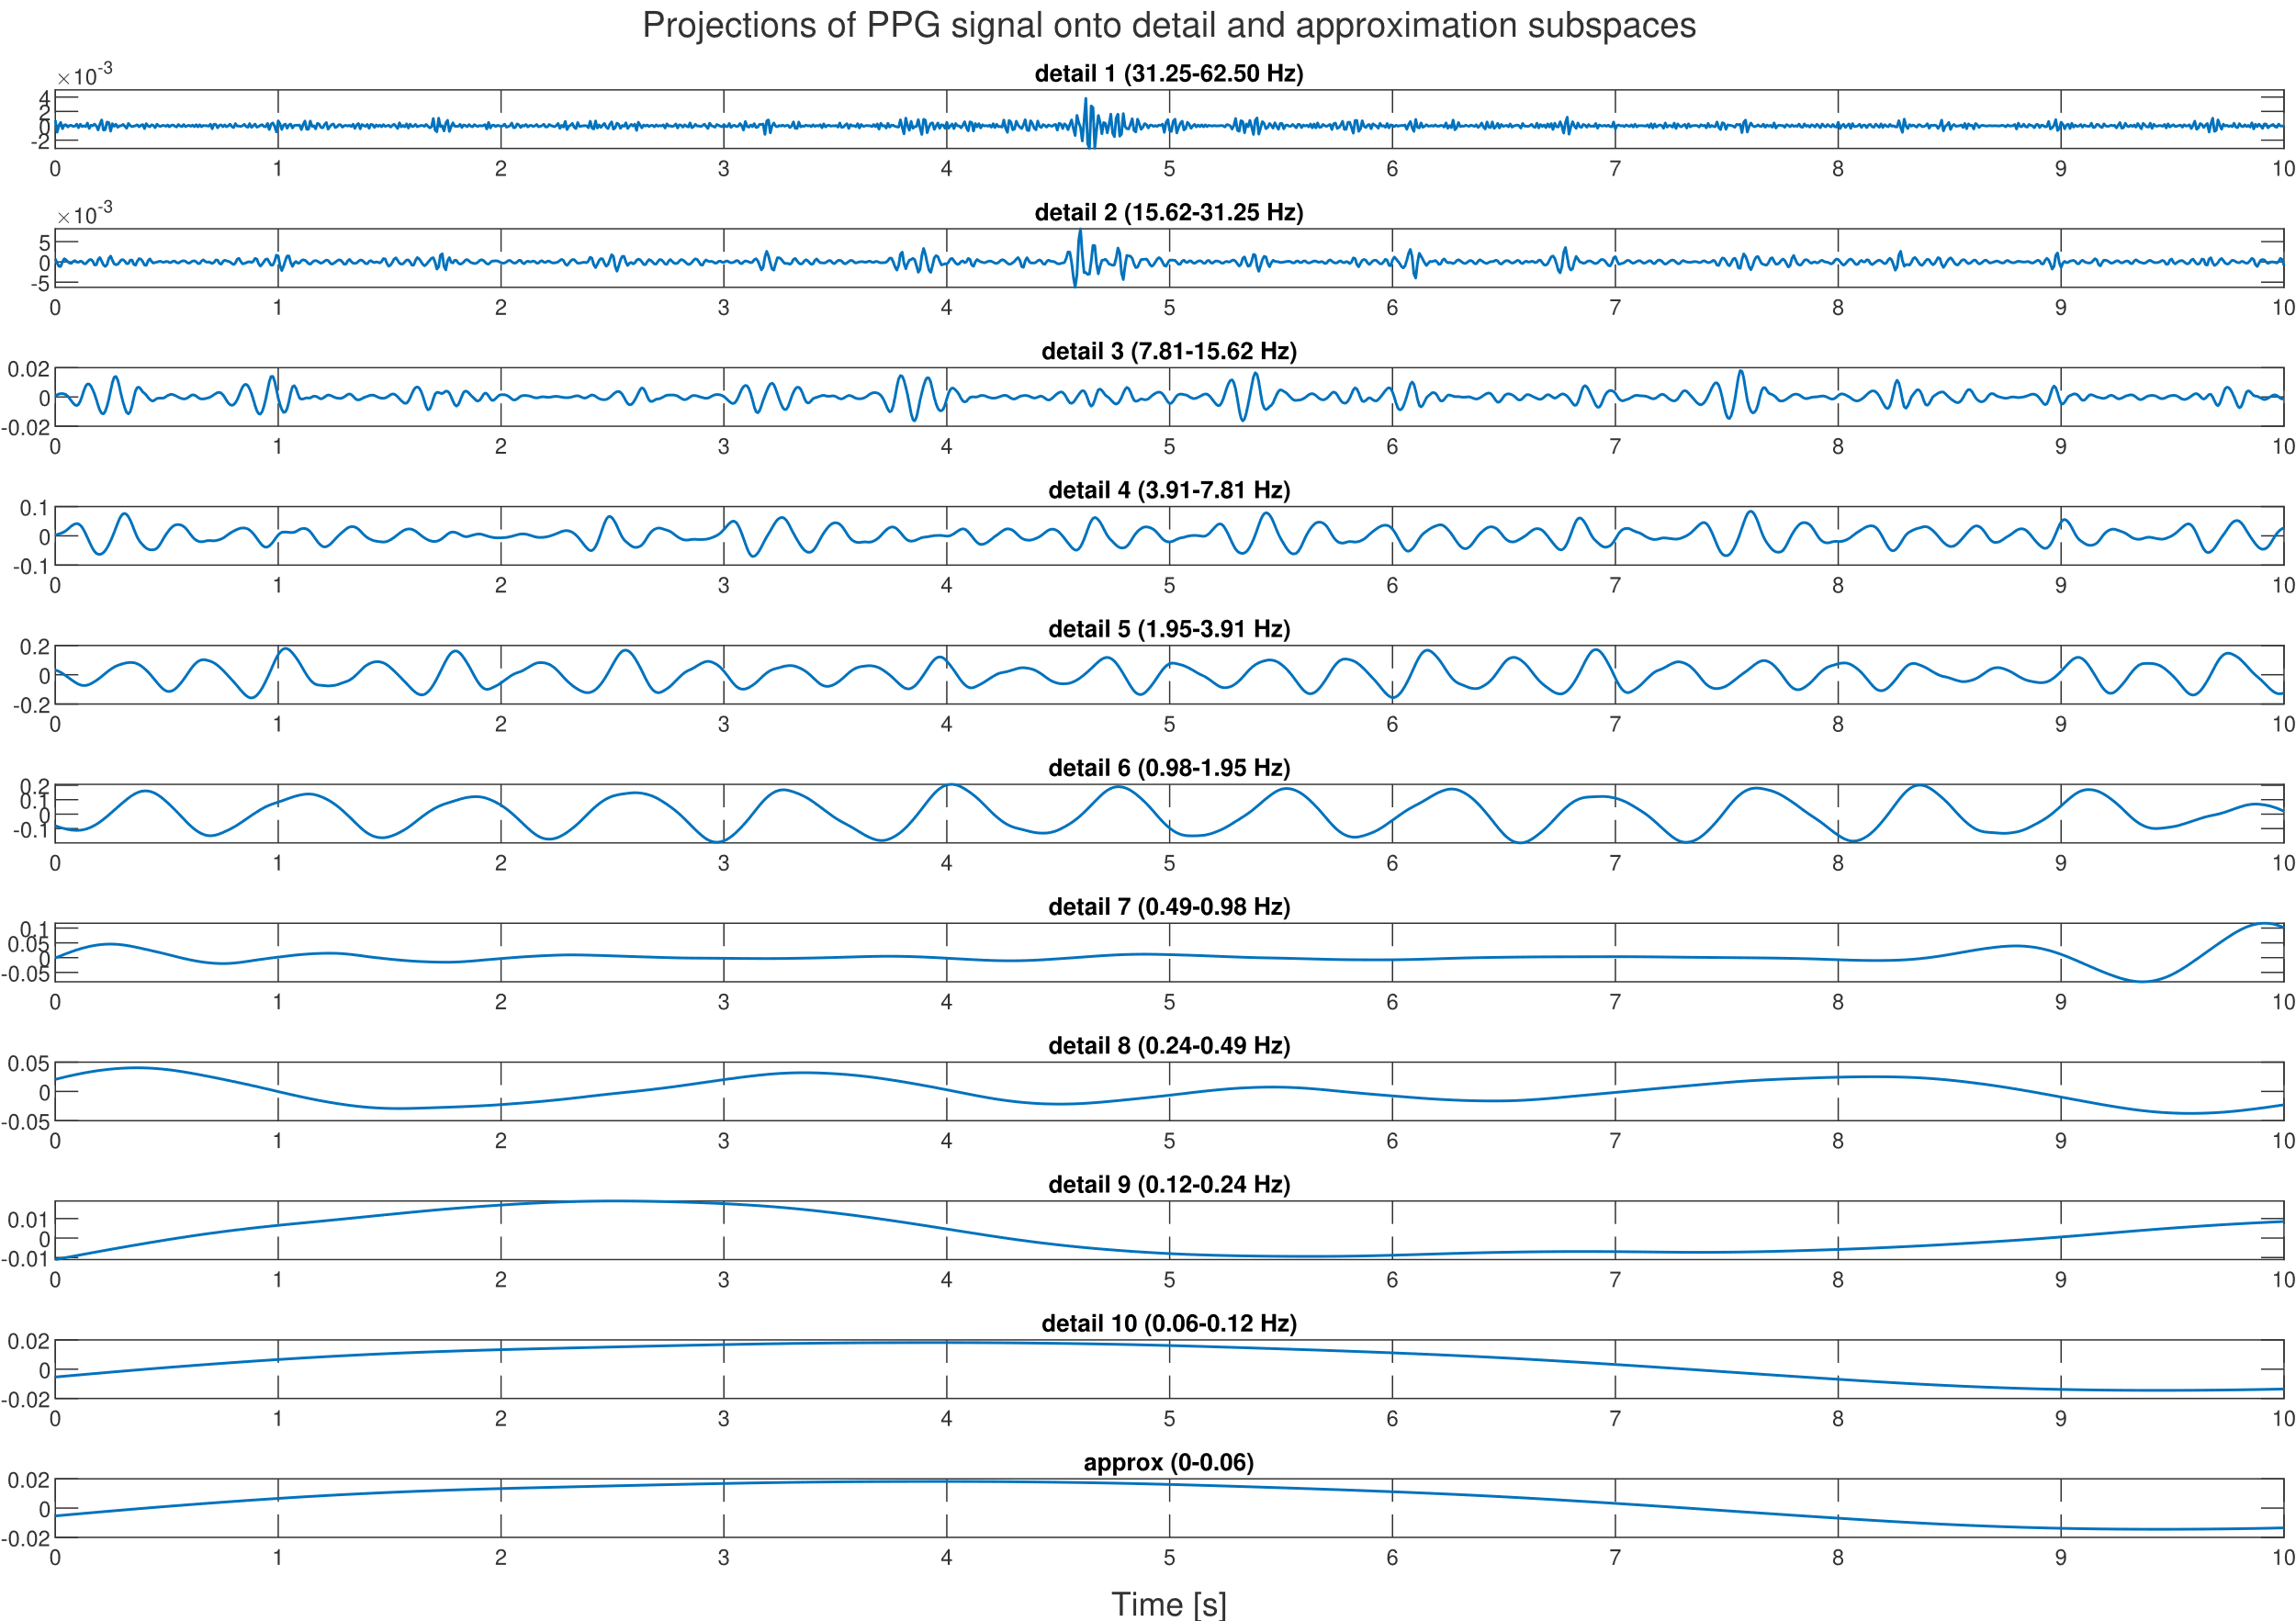 Projections of PPG signal onto detail and approximation subspaces
detail 1 (31.25-62.50 Hz)
×10-3
4
2
0
-2
0 1 2 3 4 5 6 7 8 9 10
detail 2 (15.62-31.25 Hz)
×10-3
5
0
-5
0 1 2 3 4 5 6 7 8 9 10
detail 3 (7.81-15.62 Hz)
0.02
0
-0.02
0 1 2 3 4 5 6 7 8 9 10
detail 4 (3.91-7.81 Hz)
0.1
0
-0.1
0 1 2 3 4 5 6 7 8 9 10
detail 5 (1.95-3.91 Hz)
0.2
0
-0.2
0 1 2 3 4 5 6 7 8 9 10
detail 6 (0.98-1.95 Hz)
0.2
0.1
0
-0.1
0 1 2 3 4 5 6 7 8 9 10
detail 7 (0.49-0.98 Hz)
0.1
0.05
0
-0.05
0 1 2 3 4 5 6 7 8 9 10
detail 8 (0.24-0.49 Hz)
0.05
0
-0.05
0 1 2 3 4 5 6 7 8 9 10
detail 9 (0.12-0.24 Hz)
0.01
0
-0.01
0 1 2 3 4 5 6 7 8 9 10
detail 10 (0.06-0.12 Hz)
0.02
0
-0.02
0 1 2 3 4 5 6 7 8 9 10
approx (0-0.06)
0.02
0
-0.02
0 1 2 3 4 5 6 7 8 9 10
Time [s]